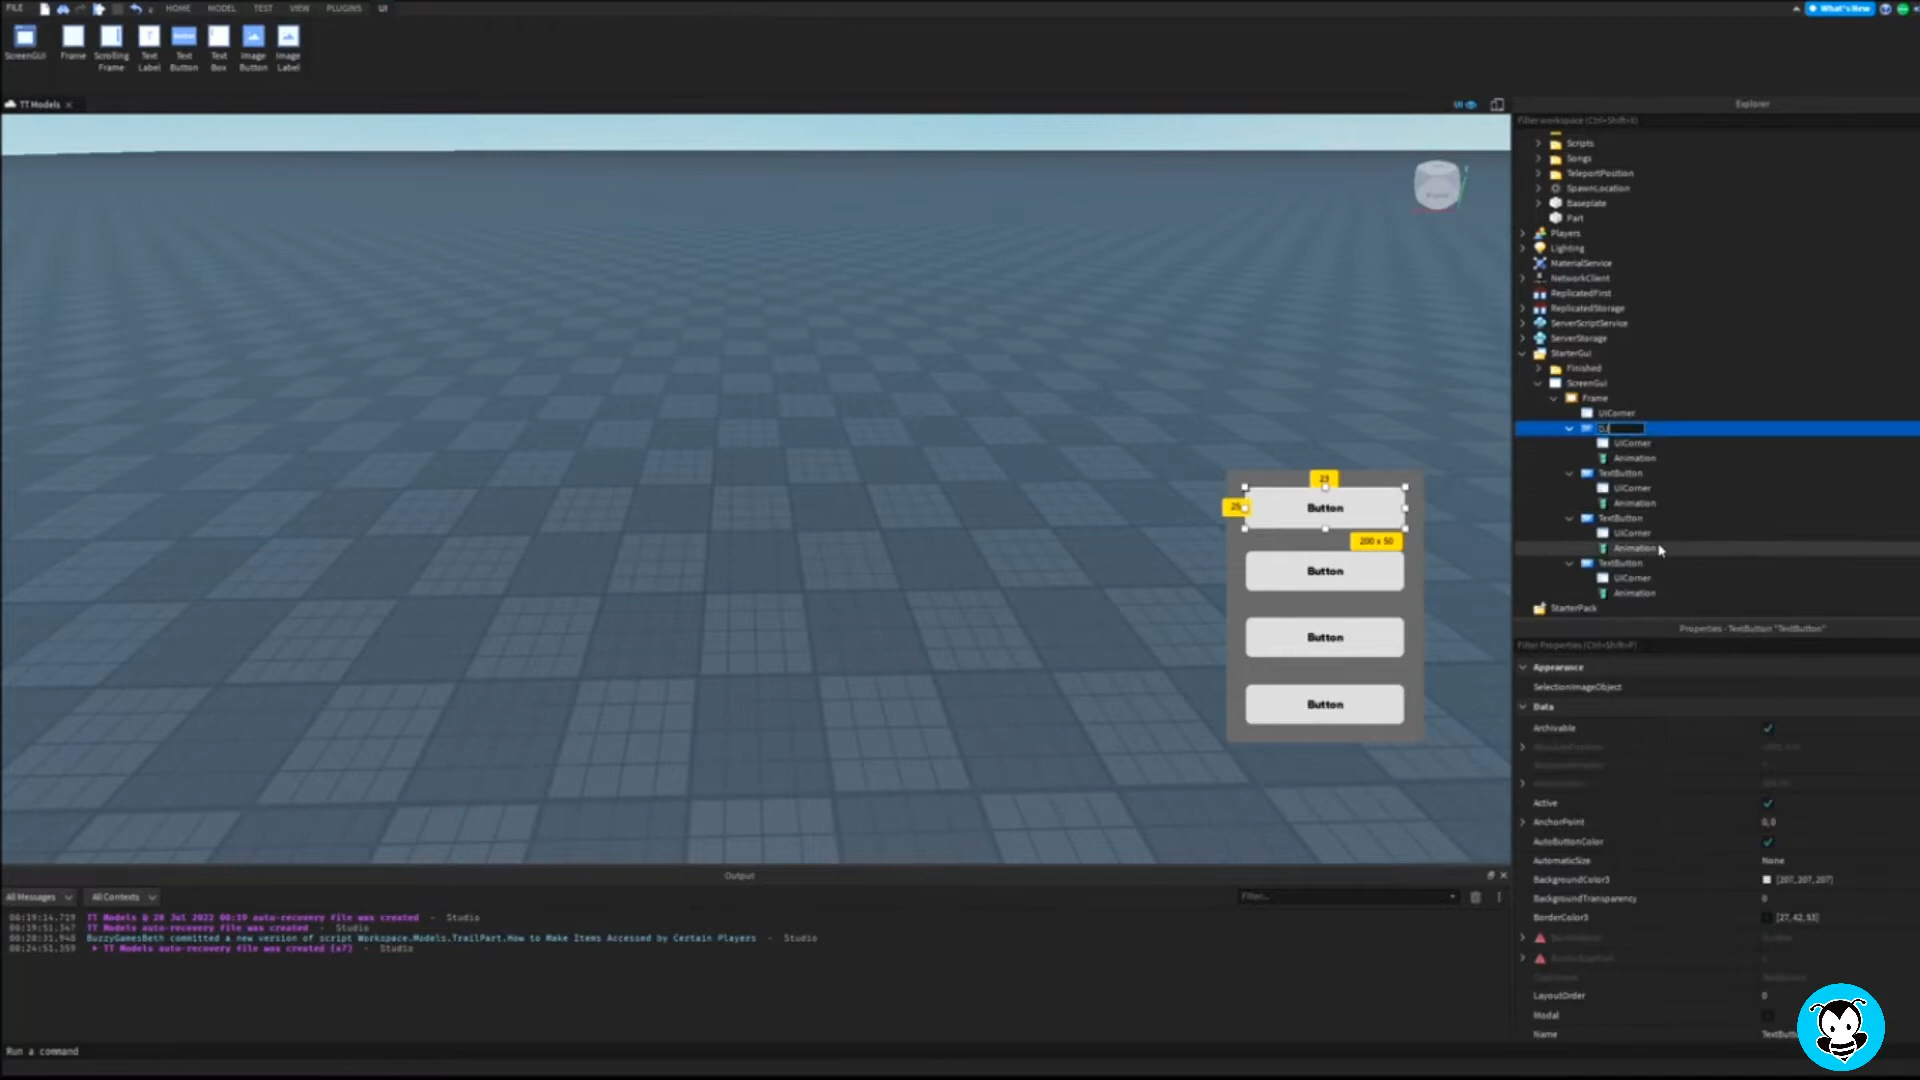 FILE HOME MODEL TEST VIEW PLUGINS UI What's New
ScreenGUI Frame Scrolling Frame Text Label Text Button Text Box Image Button Image Label
TT Models UI
Button
Button
Button
Button
23
25
200 x 50
Explorer
Filter workspace (Ctrl+Shift+X)
Scripts
Songs
TeleportPosition
SpawnLocation
Baseplate
Part
Players
Lighting
MaterialService
NetworkClient
ReplicatedFirst
ReplicatedStorage
ServerScriptService
ServerStorage
StarterGui
Finished
ScreenGui
Frame
UICorner
UICorner
Animation
TextButton
UICorner
Animation
TextButton
UICorner
Animation
TextButton
UICorner
Animation
StarterPack
Properties - TextButton "TextButton"
Filter Properties (Ctrl+Shift+P)
Appearance
SelectionImageObject
Data
Archivable
Active
AnchorPoint 0, 0
AutoButtonColor
AutomaticSize None
BackgroundColor3 [207, 207, 207]
BackgroundTransparency 0
BorderColor3 [27, 42, 53]
LayoutOrder 0
Modal
Name
Output
All Messages All Contexts Filter...
00:19:14.719 TT Models @ 20 Jul 2022 00:19 auto-recovery file was created - Studio
00:19:51.347 TT Models auto-recovery file was created - Studio
00:20:31.948 BuzzyGamesBeth committed a new version of script Workspace.Models.TrailPart.How to Make Items Accessed by Certain Players - Studio
00:24:51.359 TT Models auto-recovery file was created (x7) - Studio
Run a command